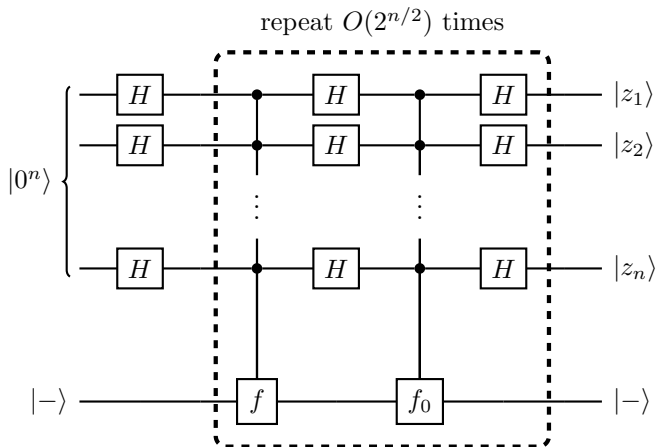 repeat $O(2^{n/2})$ times
H H H |z_1⟩
H H H |z_2⟩
|0^n⟩
⋮ ⋮
H H H |z_n⟩
|−⟩ f f_0 |−⟩